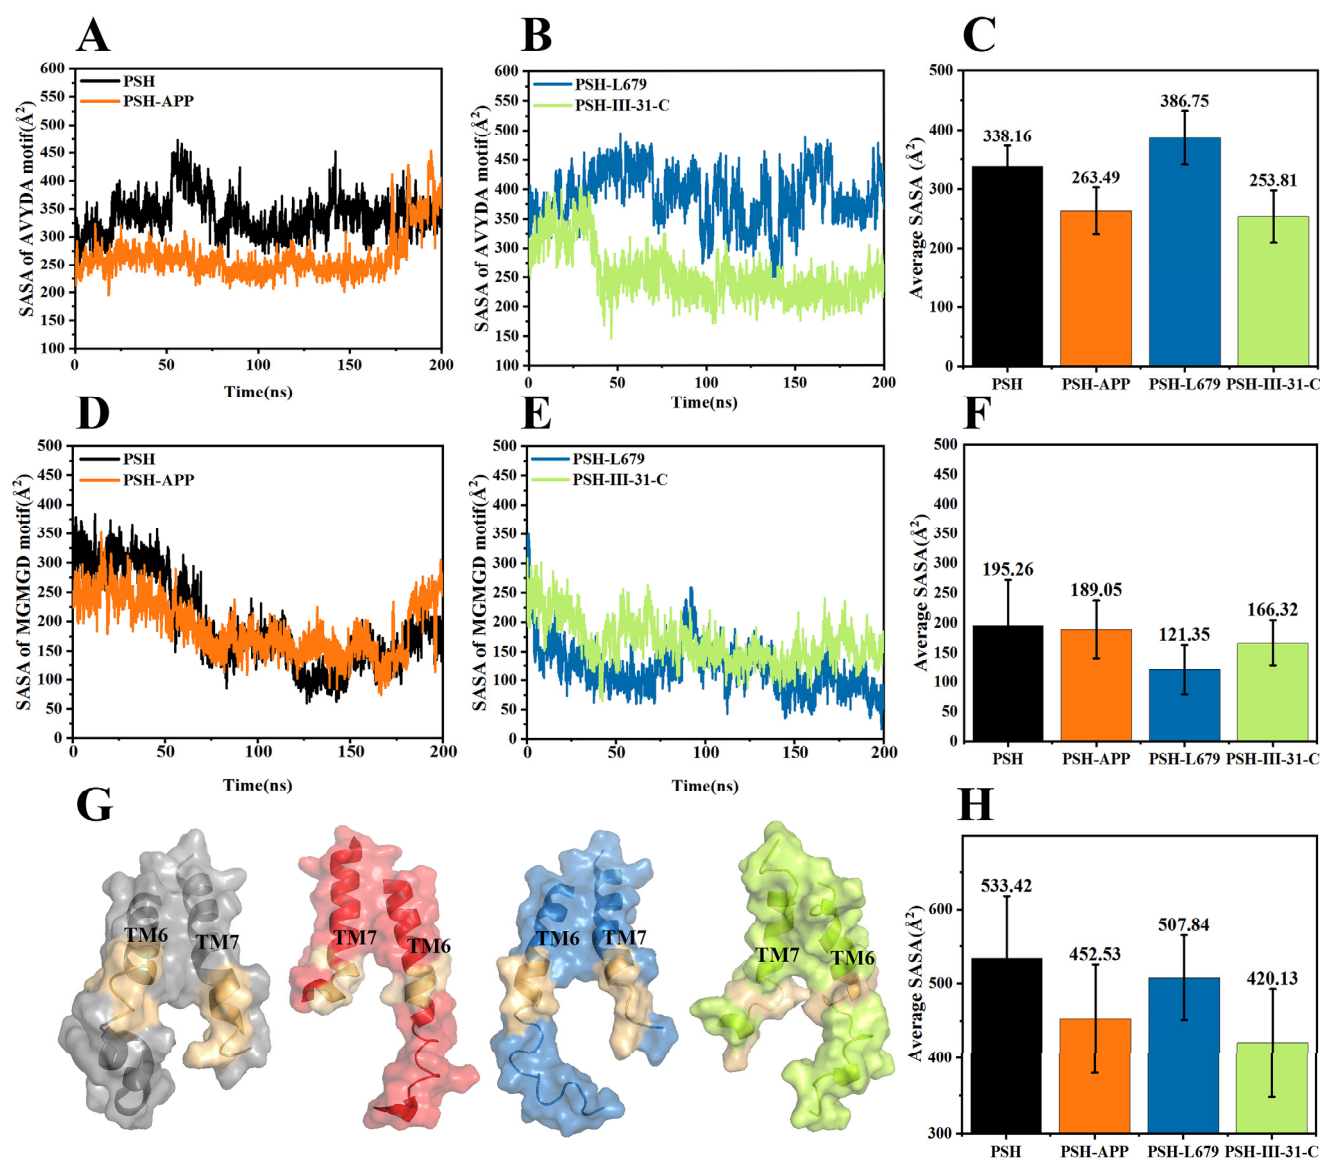 A
B
C
600
550
500
450
400
350
300
250
200
150
100
PSH
PSH-APP
SASA of AVYDA motif(Å²)
0
50
100
150
200
Time(ns)
600
550
500
450
400
350
300
250
200
150
100
PSH-L679
PSH-III-31-C
SASA of AVYDA motif(Å²)
0
50
100
150
200
Time(ns)
500
400
300
200
100
0
Average SASA (Å²)
338.16
263.49
386.75
253.81
PSH
PSH-APP
PSH-L679
PSH-III-31-C
D
E
F
500
450
400
350
300
250
200
150
100
50
0
PSH
PSH-APP
SASA of MGMGD motif(Å²)
0
50
100
150
200
Time(ns)
500
450
400
350
300
250
200
150
100
50
0
PSH-L679
PSH-III-31-C
SASA of MGMGD motif(Å²)
0
50
100
150
200
Time(ns)
500
450
400
350
300
250
200
150
100
50
0
Average SASA(Å²)
195.26
189.05
121.35
166.32
PSH
PSH-APP
PSH-L679
PSH-III-31-C
G
H
TM6
TM7
TM7
TM6
TM6
TM7
TM7
TM6
600
500
400
300
Average SASA(Å²)
533.42
452.53
507.84
420.13
PSH
PSH-APP
PSH-L679
PSH-III-31-C